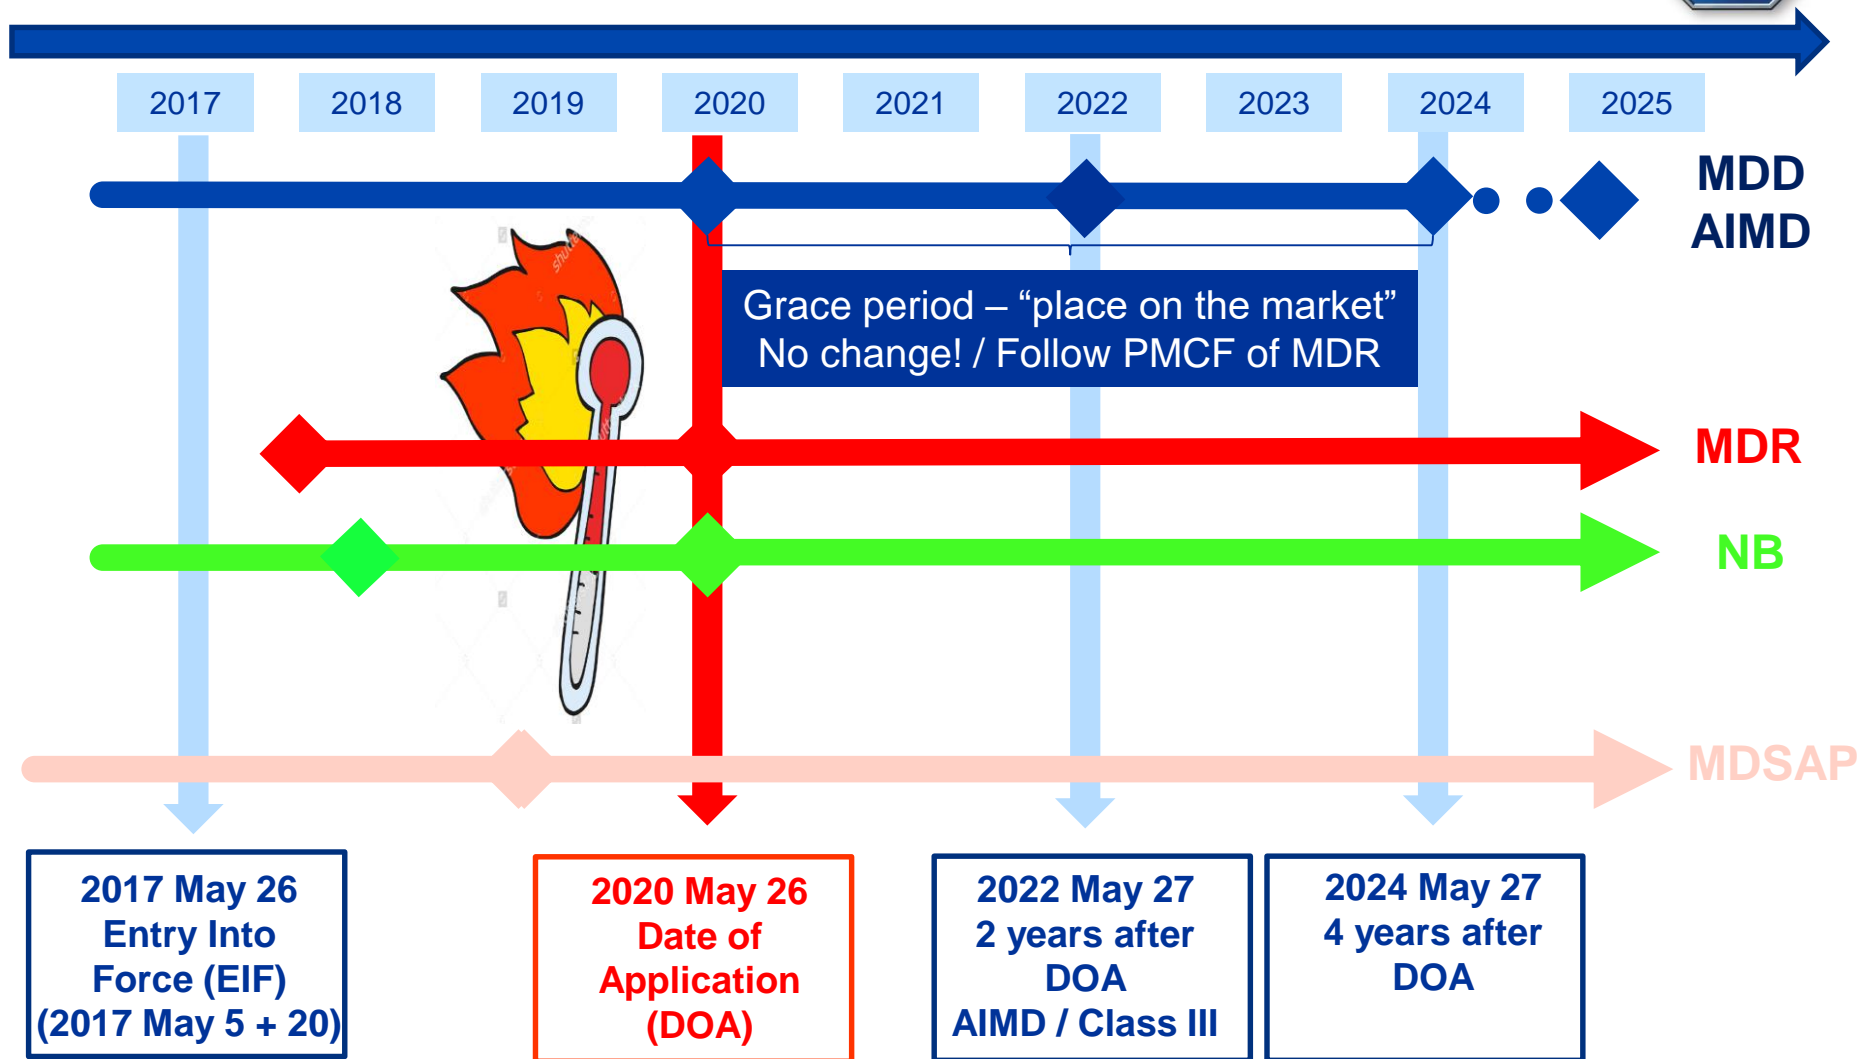 2017 2018 2019 2020 2021 2022 2023 2024 2025
MDD
AIMD
Grace period – “place on the market”
No change! / Follow PMCF of MDR
MDR
NB
MDSAP
2017 May 26
Entry Into
Force (EIF)
(2017 May 5 + 20)
2020 May 26
Date of
Application
(DOA)
2022 May 27
2 years after
DOA
AIMD / Class III
2024 May 27
4 years after
DOA